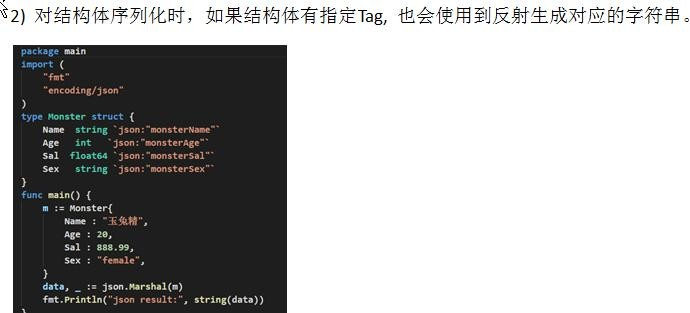 2) 对结构体序列化时，如果结构体有指定Tag, 也会使用到反射生成对应的字符串。
package main
import (
    "fmt"
    "encoding/json"
)
type Monster struct {
    Name  string `json:"monsterName"`
    Age   int   `json:"monsterAge"`
    Sal  float64 `json:"monsterSal"`
    Sex   string `json:"monsterSex"`
}
func main() {
    m := Monster{
        Name : "玉兔精",
        Age : 20,
        Sal : 888.99,
        Sex : "female",
    }
    data, _ := json.Marshal(m)
    fmt.Println("json result:", string(data))
}